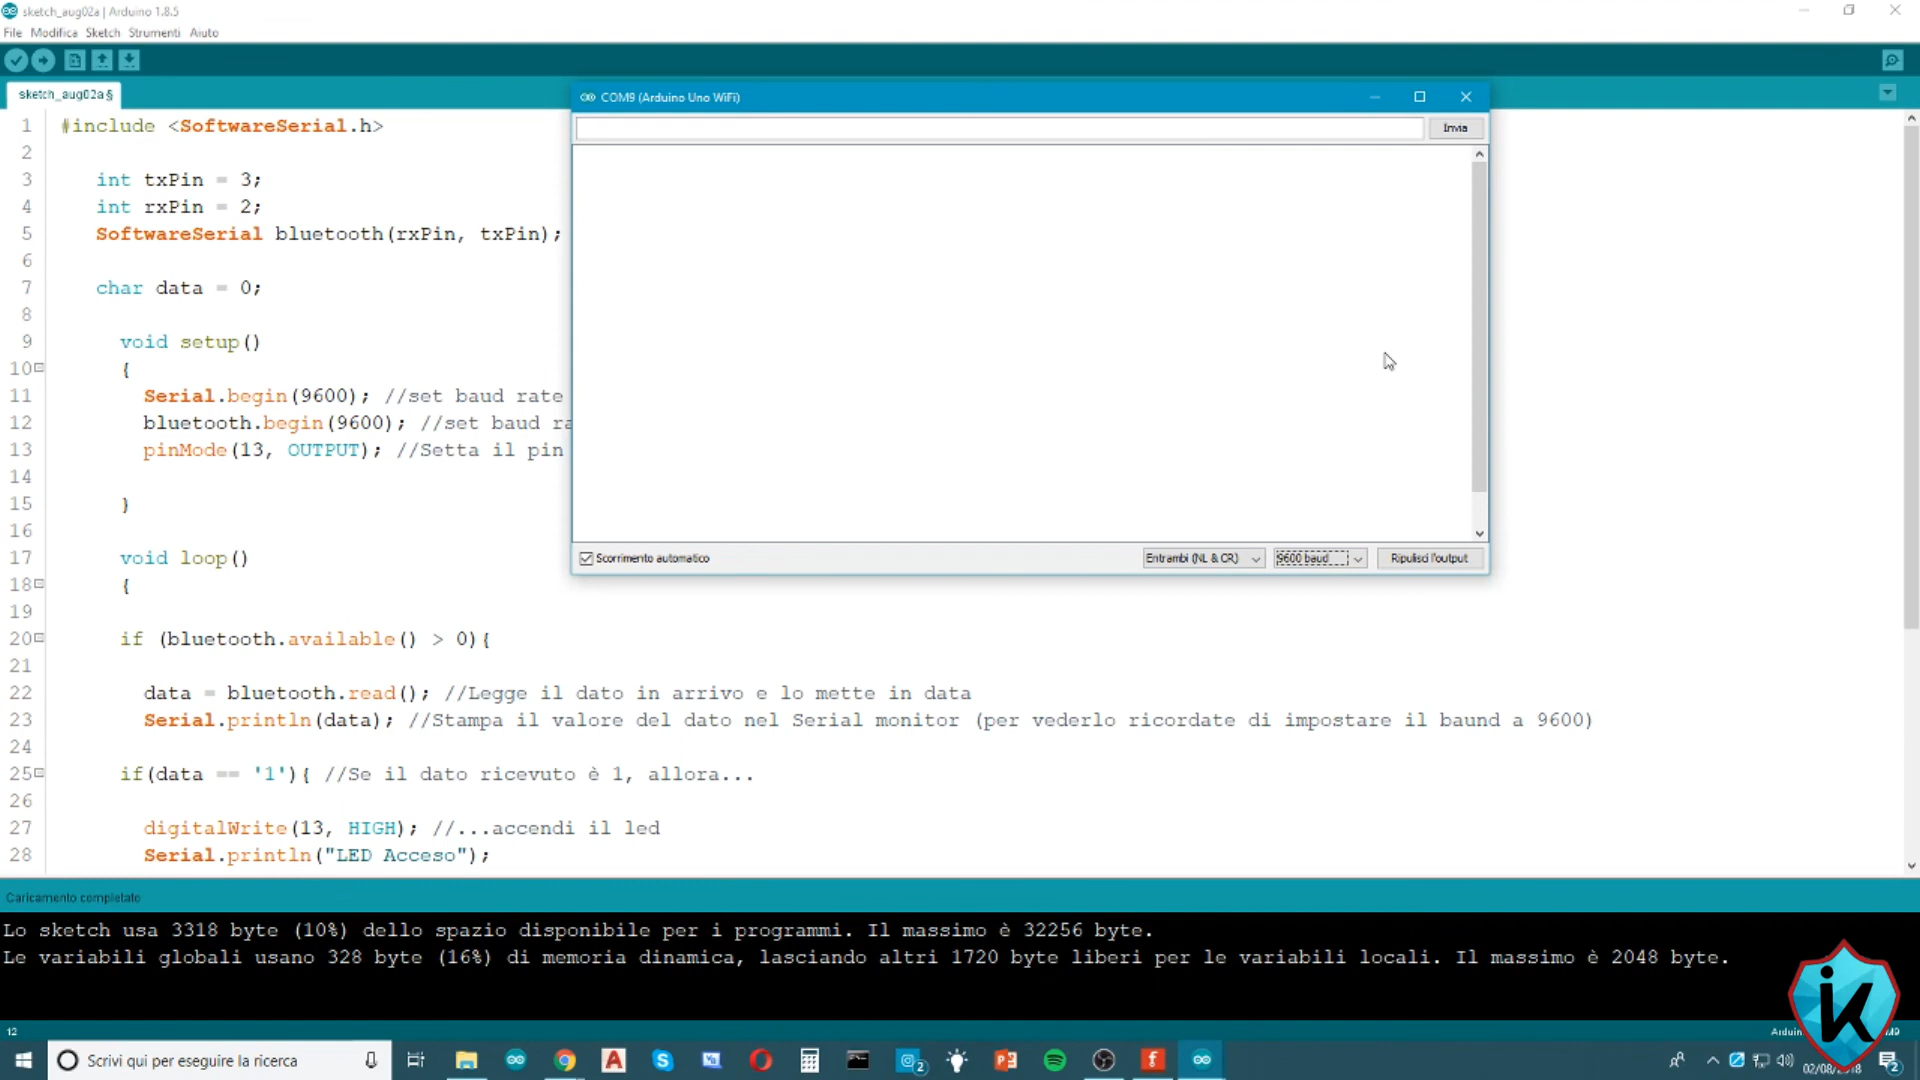 sketch_aug02a | Arduino 1.8.5
File Modifica Sketch Strumenti Aiuto
sketch_aug02a §
COM9 (Arduino Uno WiFi)
Invia
1 #include <SoftwareSerial.h>
2
3 int txPin = 3;
4 int rxPin = 2;
5 SoftwareSerial bluetooth(rxPin, txPin);
6
7 char data = 0;
8
9 void setup()
10 {
11 Serial.begin(9600); //set baud rate
12 bluetooth.begin(9600); //set baud ra
13 pinMode(13, OUTPUT); //Setta il pin
14
15 }
16
17 void loop()
Scorrimento automatico Entrambi (NL & CR) 9600 baud Ripulisci l'output
18 {
19
20 if (bluetooth.available() > 0){
21
22 data = bluetooth.read(); //Legge il dato in arrivo e lo mette in data
23 Serial.println(data); //Stampa il valore del dato nel Serial monitor (per vederlo ricordate di impostare il baund a 9600)
24
25 if(data == '1'){ //Se il dato ricevuto è 1, allora...
26
27 digitalWrite(13, HIGH); //...accendi il led
28 Serial.println("LED Acceso");
Caricamento completato
Lo sketch usa 3318 byte (10%) dello spazio disponibile per i programmi. Il massimo è 32256 byte.
Le variabili globali usano 328 byte (16%) di memoria dinamica, lasciando altri 1720 byte liberi per le variabili locali. Il massimo è 2048 byte.
12
Scrivi qui per eseguire la ricerca